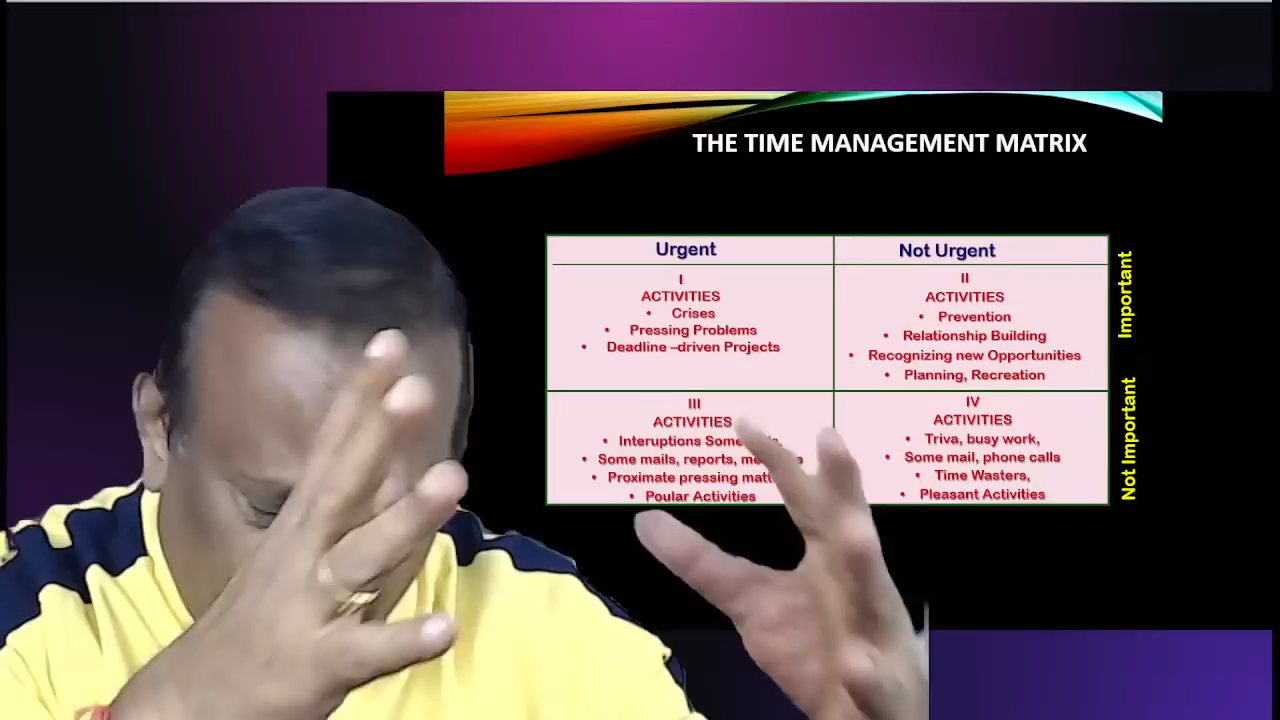 THE TIME MANAGEMENT MATRIX
Urgent
Not Urgent
Important
I
ACTIVITIES
• Crises
• Pressing Problems
• Deadline –driven Projects
II
ACTIVITIES
• Prevention
• Relationship Building
• Recognizing new Opportunities
• Planning, Recreation
Not Important
III
ACTIVITIES
• Interuptions
• Some mails, reports,
• Proximate pressing
• Poular Activities
IV
ACTIVITIES
• Triva, busy work,
• Some mail, phone calls
• Time Wasters,
• Pleasant Activities